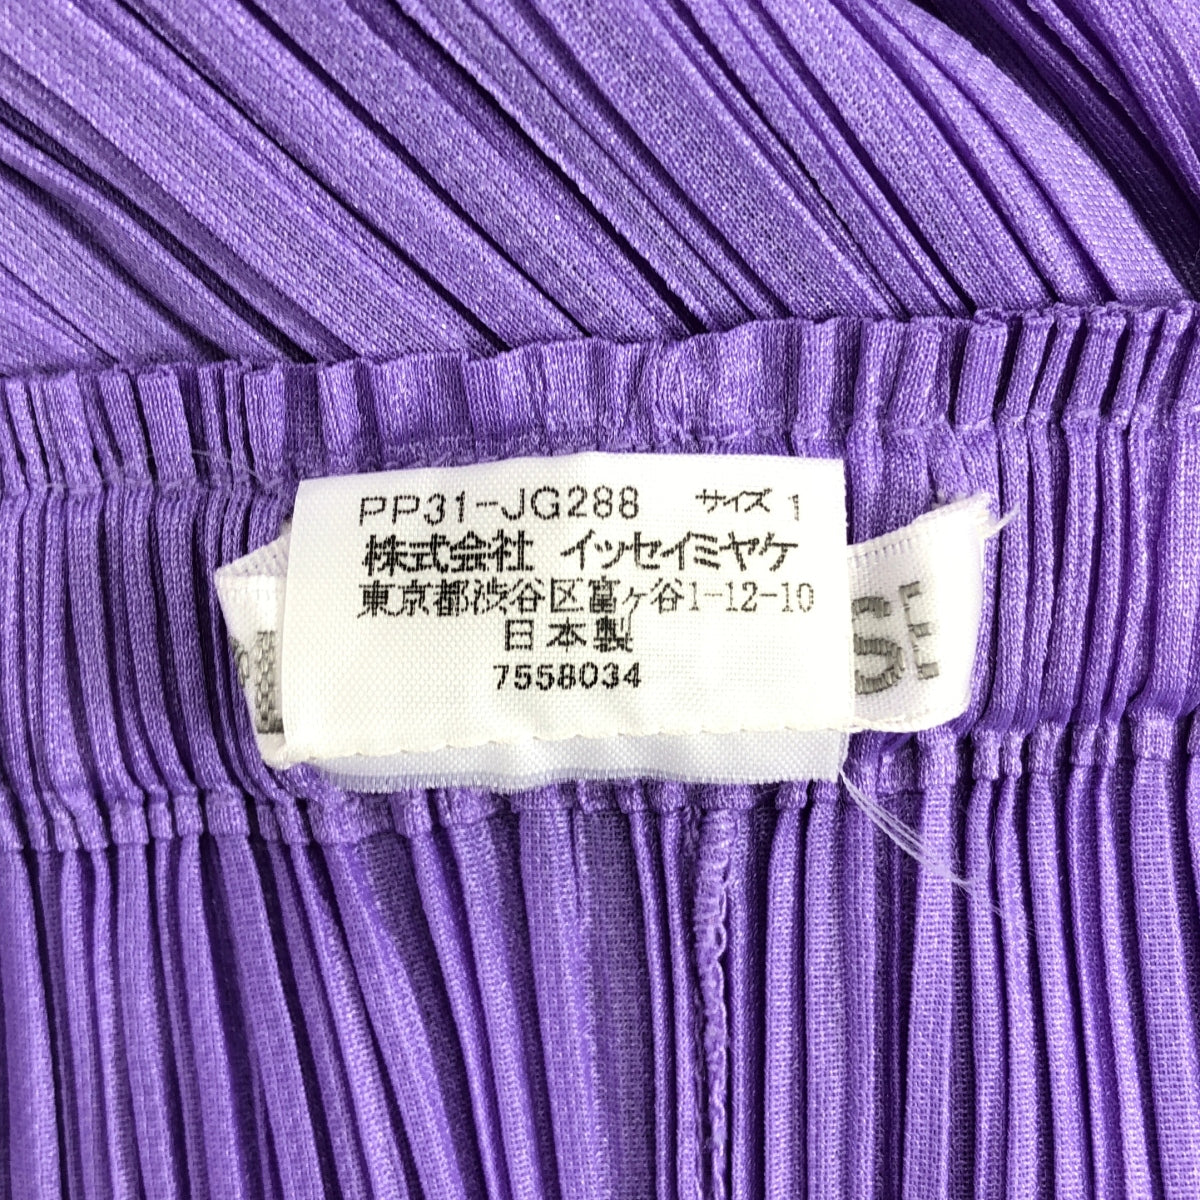 PP31-JG288 サイズ 1
株式会社 イッセイミヤケ
東京都渋谷区富ヶ谷1-12-10
日本製
7558034